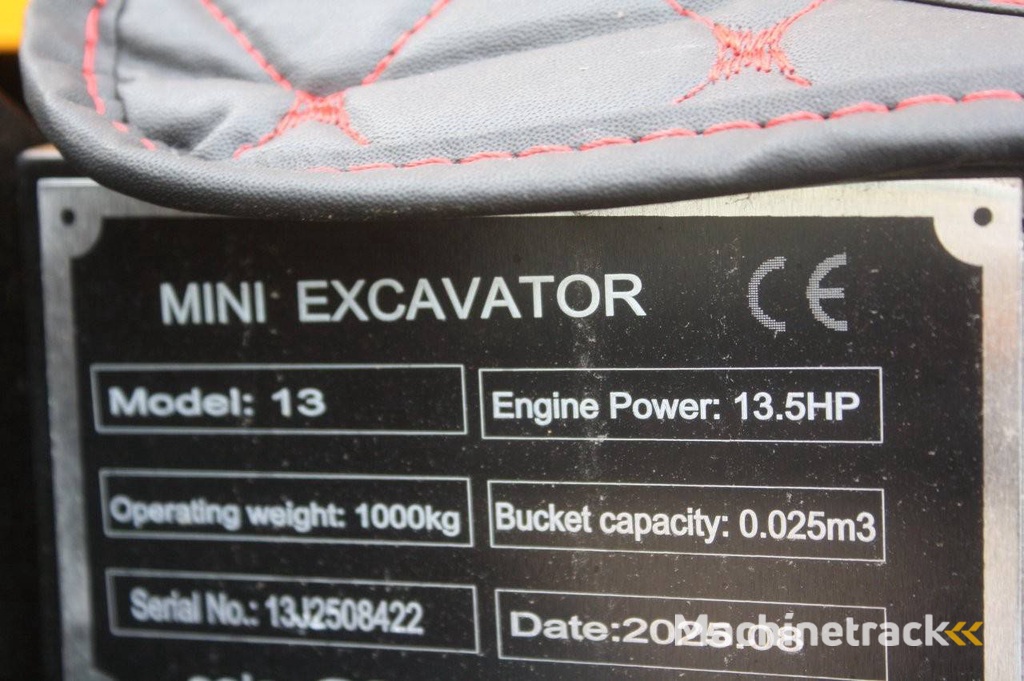 MINI EXCAVATOR CE
Model: 13
Engine Power: 13.5HP
Operating weight: 1000kg
Bucket capacity: 0.025m3
Serial No.: 13J2508422
Date:2025.08
Machinetrack